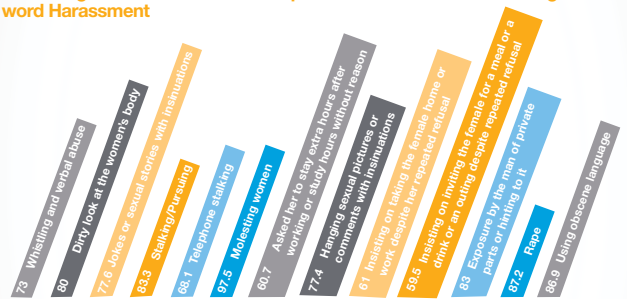 word Harassment
73 Whistling and verbal abuse
80 Dirty look at the women's body
77.6 Jokes or sexual stories with insinuations
83.3 Stalking/Pursuing
68.1 Telephone stalking
97.5 Molesting women
60.7 Asked her to stay extra hours after
working or study hours without reason
77.4 Hanging sexual pictures or
comments with insinuations
61 Insisting on taking the female home or
work despite her repeated refusal
59.5 Insisting on inviting the female for a meal or a
drink or an outing despite repeated refusal
83 Exposure by the man of private
parts or hinting to it
97.2 Rape
86.9 Using obscene language